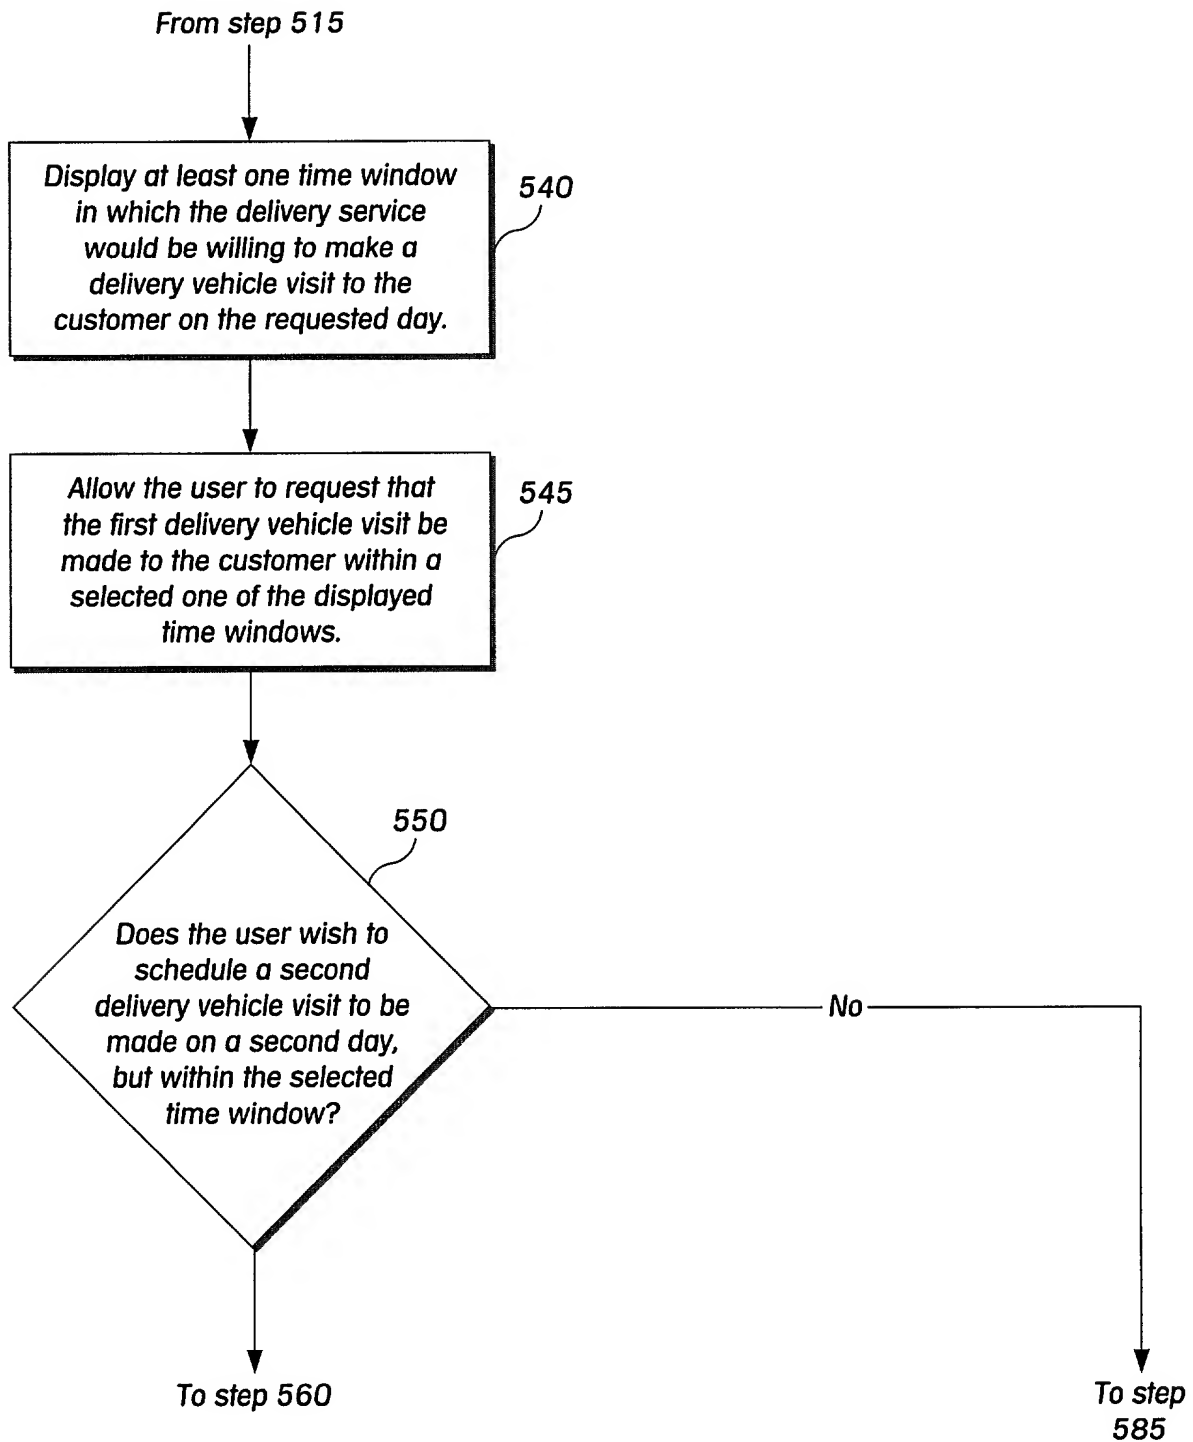 From step 515
Display at least one time window
in which the delivery service
would be willing to make a
delivery vehicle visit to the
customer on the requested day.
540
Allow the user to request that
the first delivery vehicle visit be
made to the customer within a
selected one of the displayed
time windows.
545
550
Does the user wish to
schedule a second
delivery vehicle visit to be
made on a second day,
but within the selected
time window?
No
To step 560
To step
585